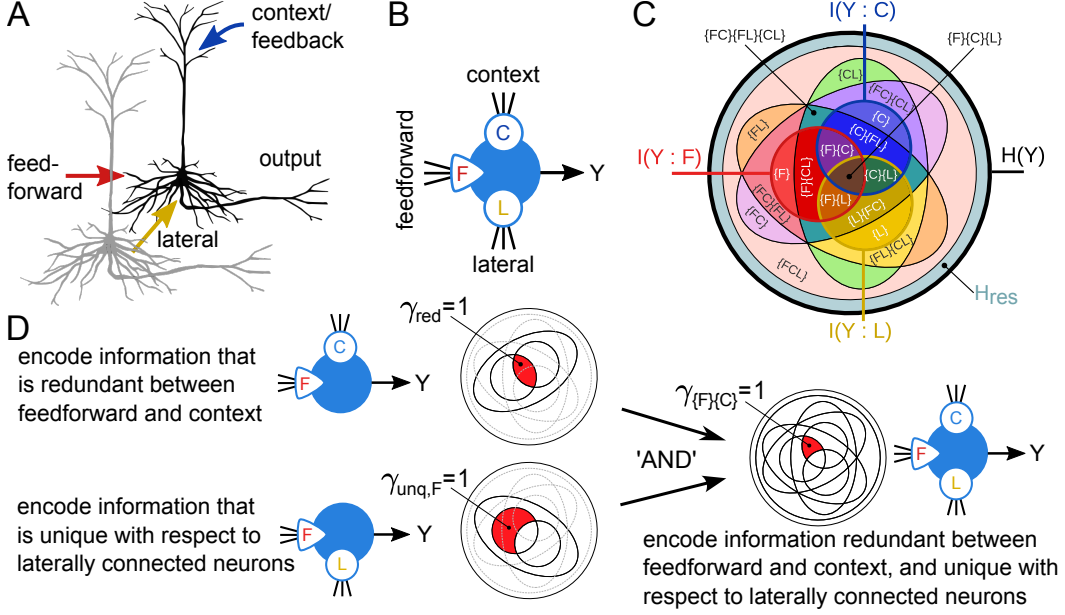 A
context/
feedback
feed-
forward
output
lateral
B
context
C
feedforward
F
Y
L
lateral
C
I(Y : C)
{FC}{FL}{CL}
{F}{C}{L}
{CL}
{FC}{CL}
{C}
{FL}
{C}{FL}
{F}{C}
I(Y : F)
{F}
{F}{CL}
{C}{L}
H(Y)
{F}{L}
{FC}{FL}
{FC}
{L}{FC}
{L}
{FL}{CL}
{FCL}
Hres
I(Y : L)
D
encode information that
is redundant between
feedforward and context
C
F
Y
γred=1
encode information that
is unique with respect to
laterally connected neurons
F
Y
L
γunq,F=1
'AND'
γ{F}{C}=1
C
F
Y
L
encode information redundant between
feedforward and context, and unique with
respect to laterally connected neurons